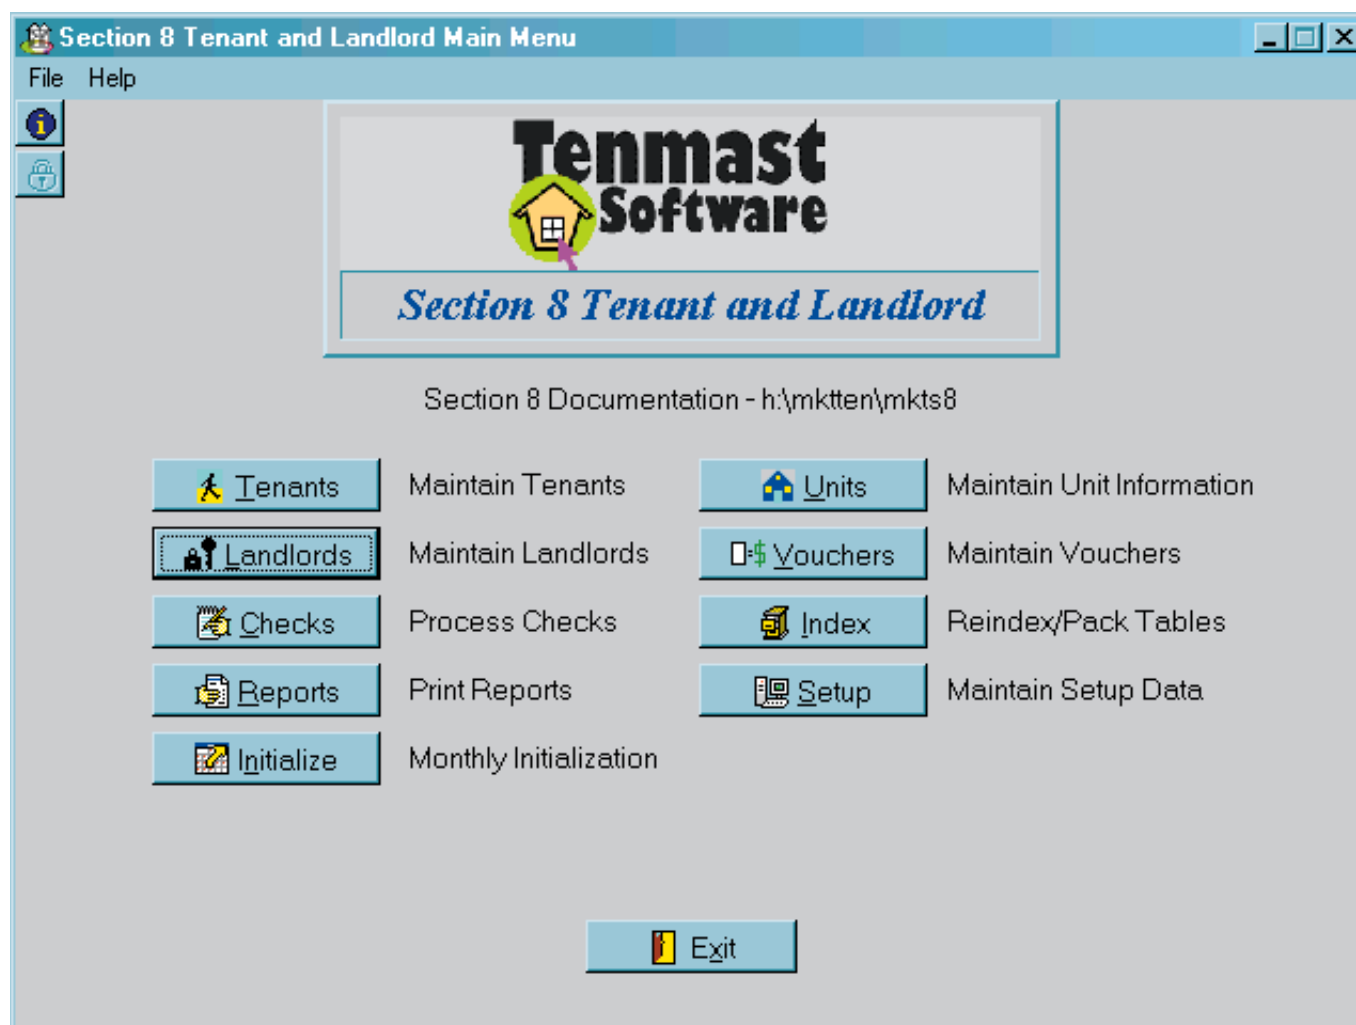 Section 8 Tenant and Landlord Main Menu
File Help
Tenmast
Software
Section 8 Tenant and Landlord
Section 8 Documentation - h:\mktten\mkts8
Tenants Maintain Tenants Units Maintain Unit Information
Landlords Maintain Landlords Vouchers Maintain Vouchers
Checks Process Checks Index Reindex/Pack Tables
Reports Print Reports Setup Maintain Setup Data
Initialize Monthly Initialization
Exit